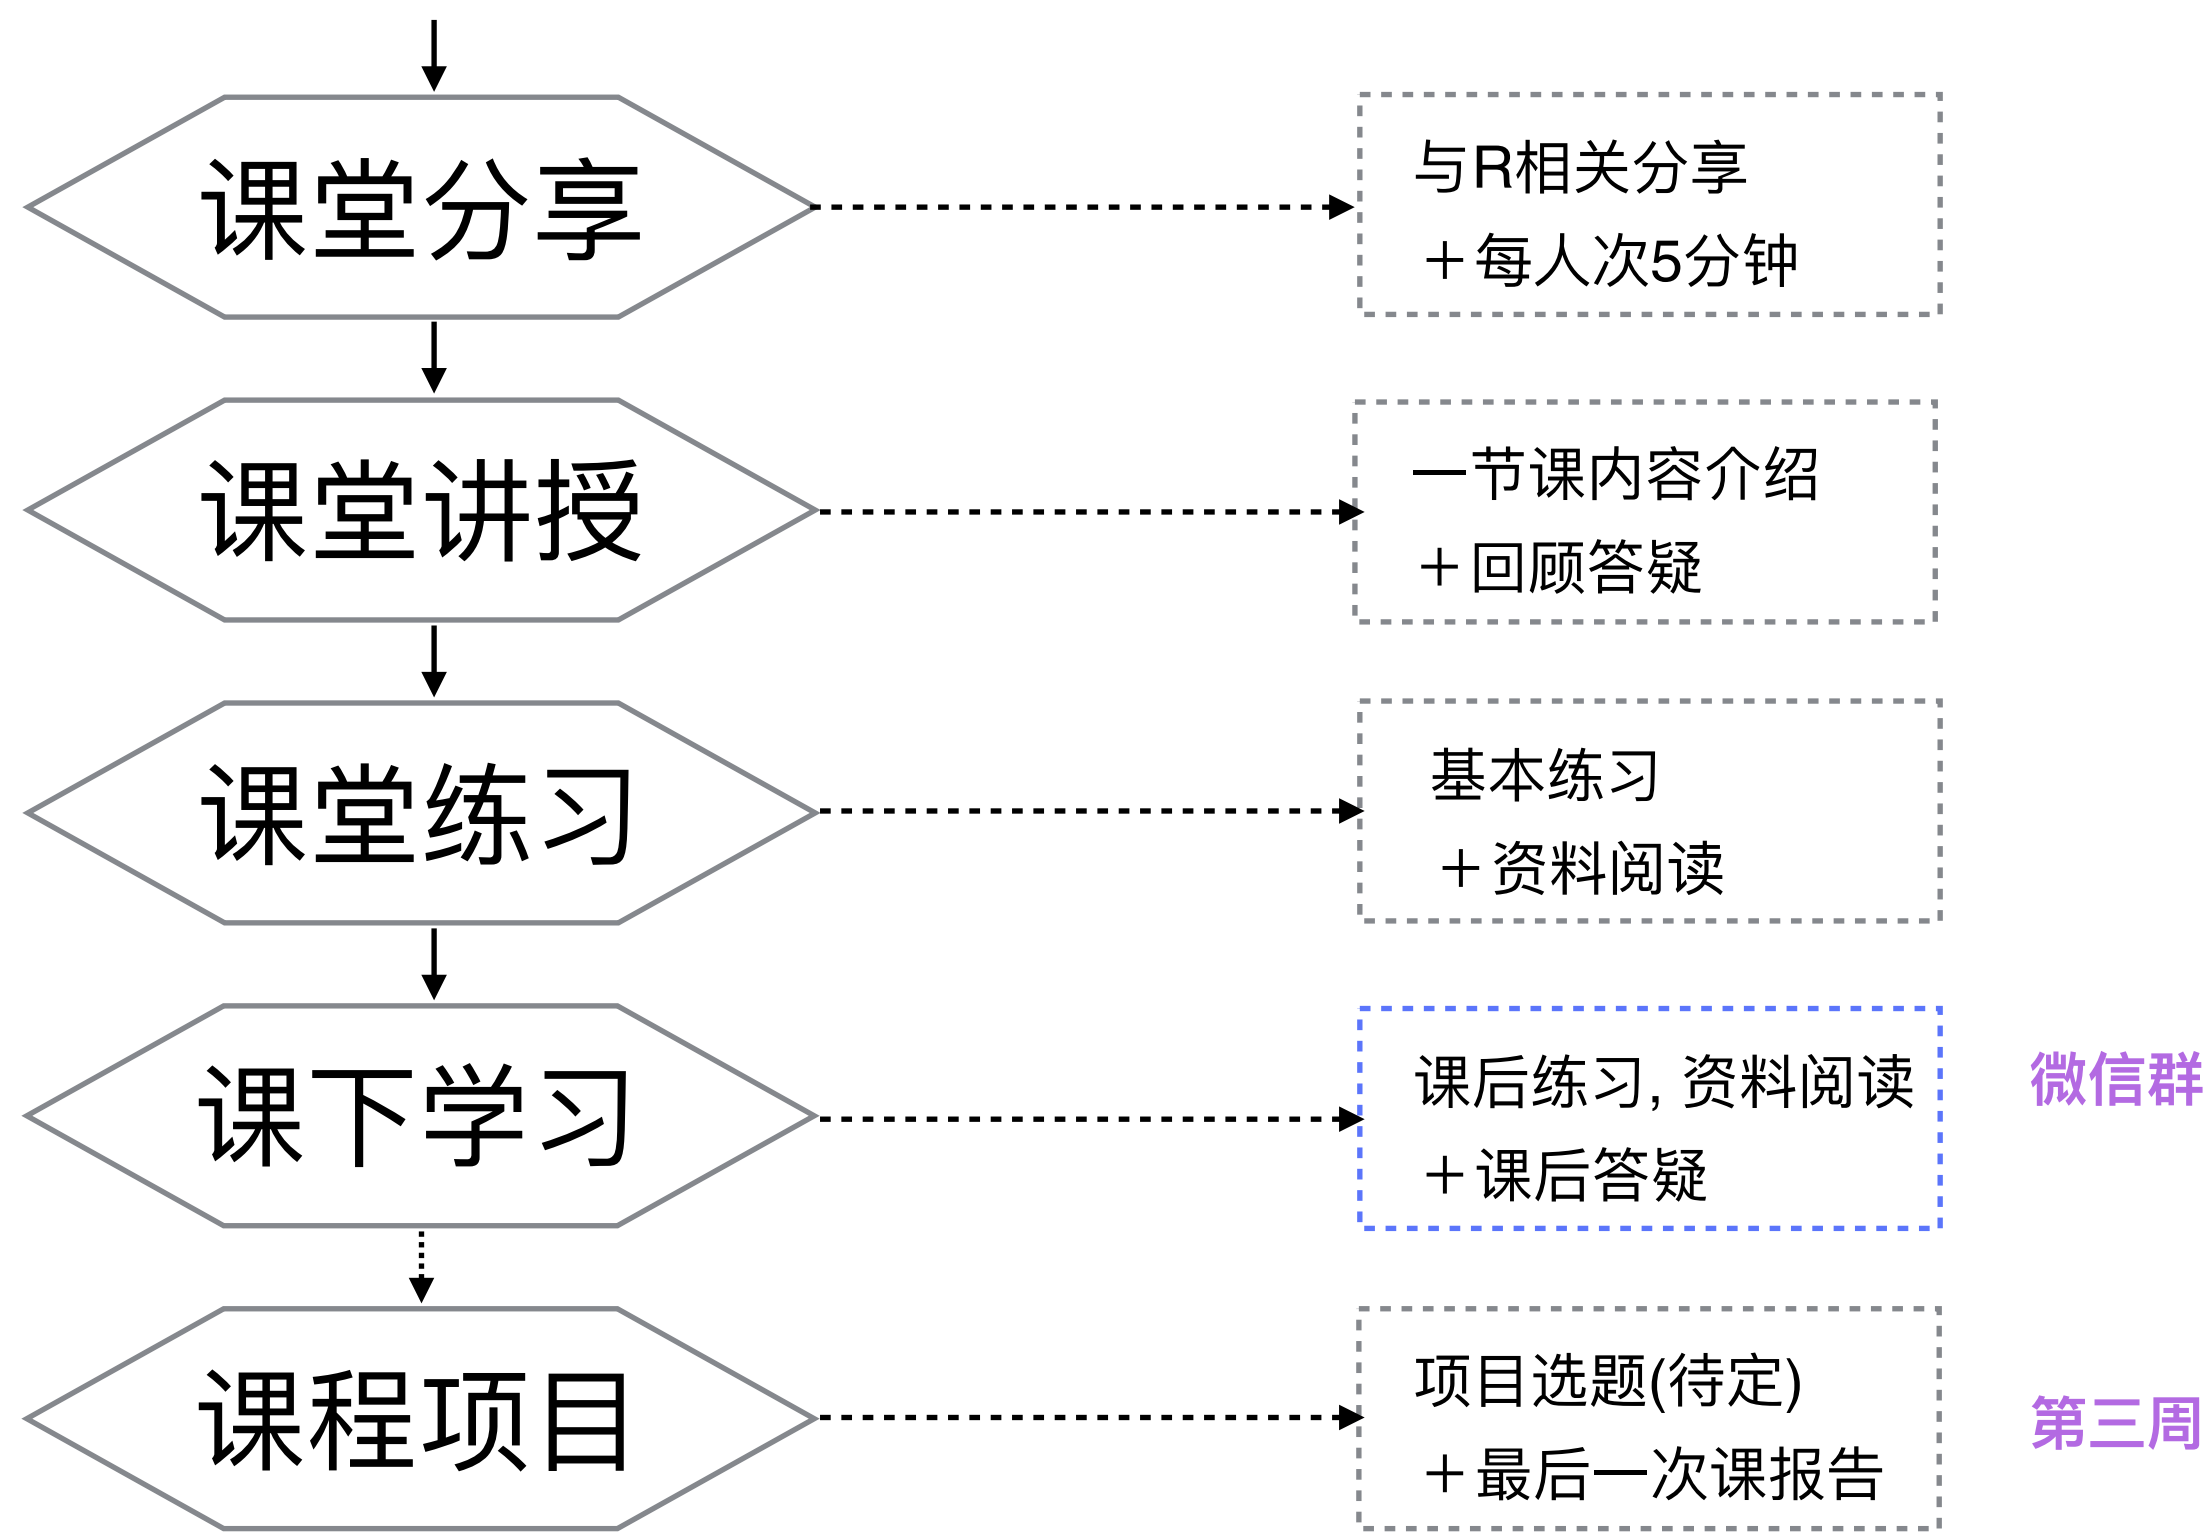 课堂分享
与R相关分享
+每人次5分钟
课堂讲授
一节课内容介绍
+回顾答疑
课堂练习
基本练习
+资料阅读
课下学习
课后练习, 资料阅读
+课后答疑
微信群
课程项目
项目选题(待定)
+最后一次课报告
第三周